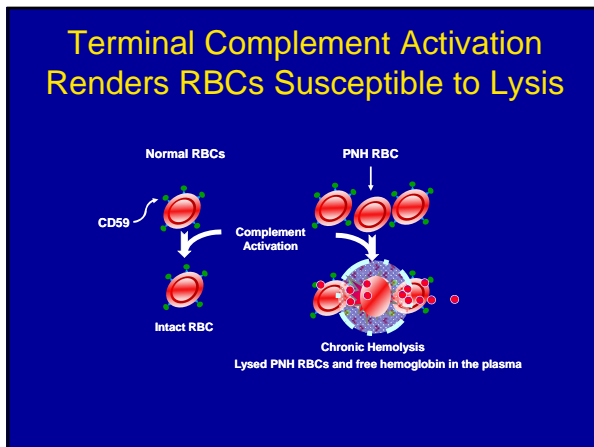 Terminal Complement Activation
Renders RBCs Susceptible to Lysis
Normal RBCs
PNH RBC
CD59
Complement
Activation
Intact RBC
Chronic Hemolysis
Lysed PNH RBCs and free hemoglobin in the plasma